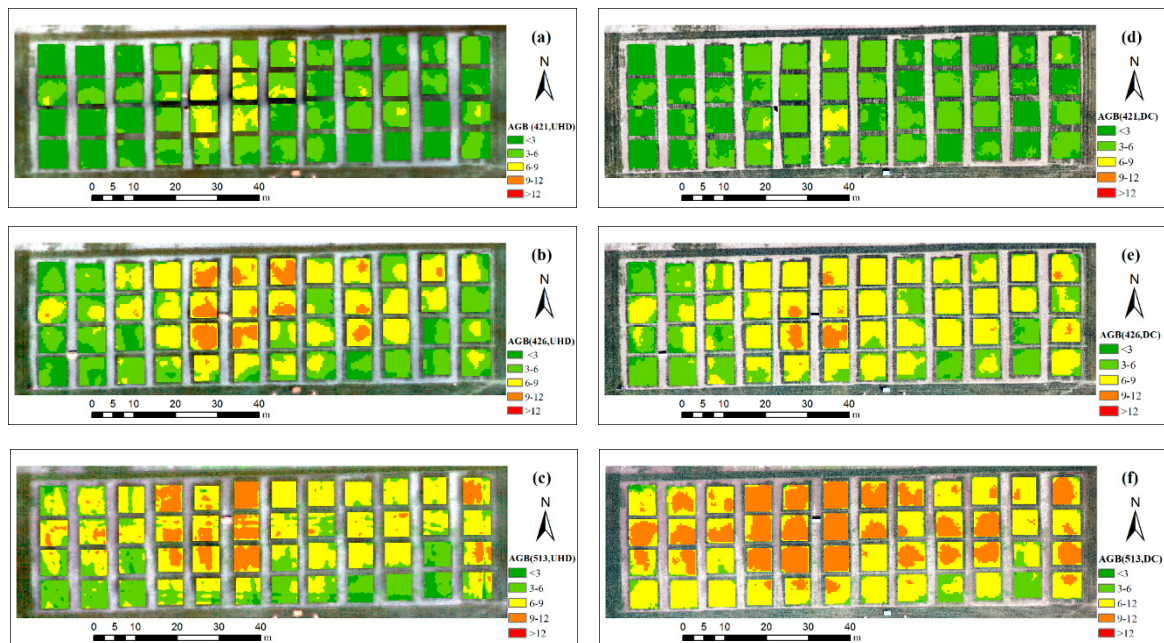 (a)
N
AGB (421,UHD)
<3
3-6
6-9
9-12
>12
0 5 10 20 30 40
m
(d)
N
AGB(421,DC)
<3
3-6
6-9
9-12
>12
0 5 10 20 30 40
m
(b)
N
AGB(426,UHD)
<3
3-6
6-9
9-12
>12
0 5 10 20 30 40
m
(e)
N
AGB(426,DC)
<3
3-6
6-9
9-12
>12
0 5 10 20 30 40
m
(c)
N
AGB(513,UHD)
<3
3-6
6-9
9-12
>12
0 5 10 20 30 40
m
(f)
N
AGB(513,DC)
<3
3-6
6-12
9-12
>12
0 5 10 20 30 40
m